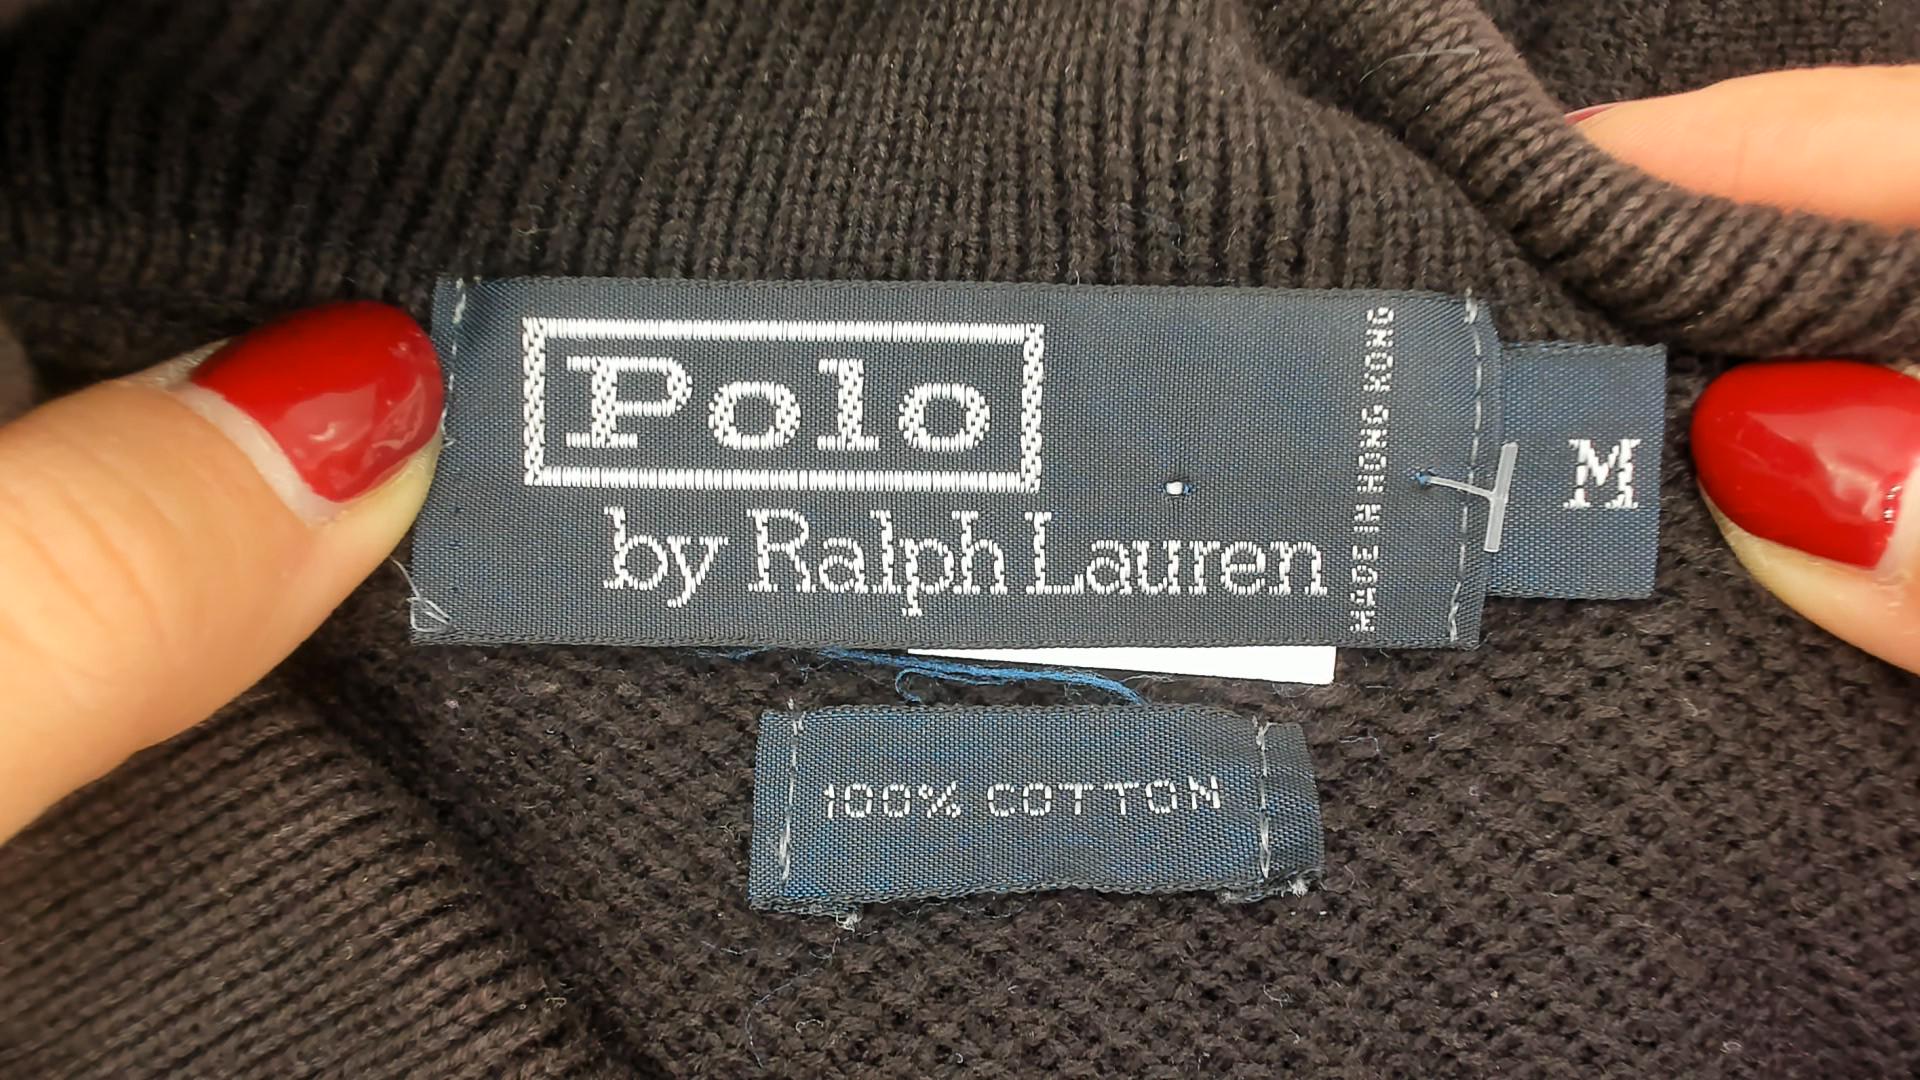 Polo
by Ralph Lauren
MADE IN HONG KONG
M
100% COTTON